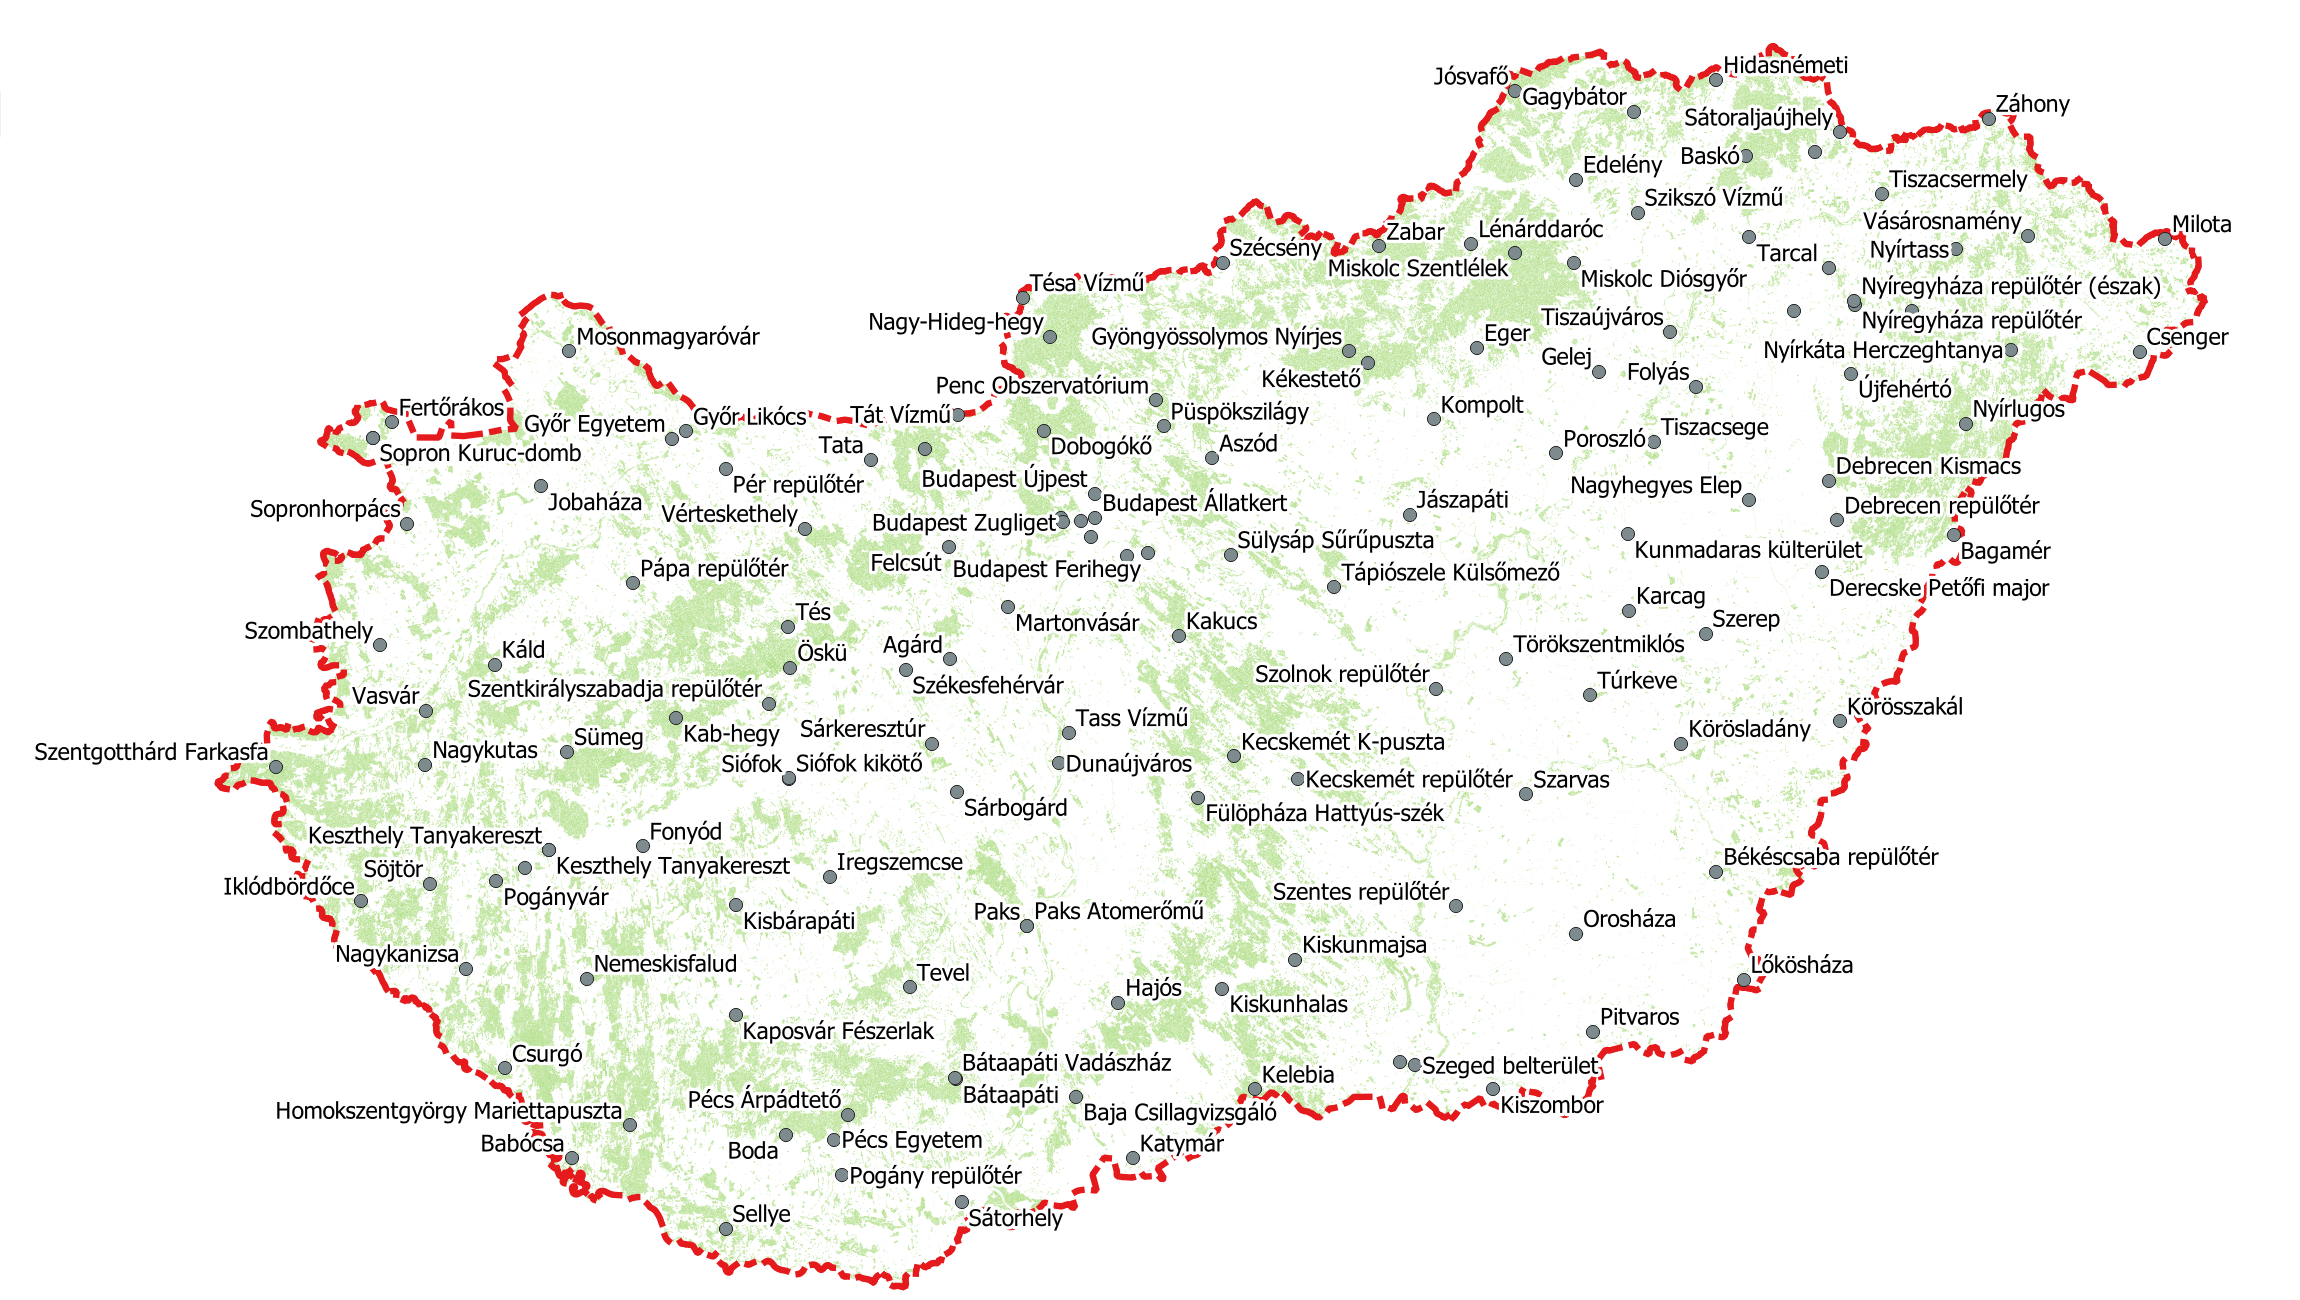 Hidasnémeti
Jósvafő
Gagybátor
Záhony
Sátoraljaújhely
Baskó
Edelény
Tiszacsermely
Szikszó Vízmű
Vásárosnamény
Milota
Zabar
Lénárddaróc
Szécsény
Nyírtass
Tarcal
Miskolc Szentlélek
Miskolc Diósgyőr
Tésa Vízmű
Nyíregyháza repülőtér (észak)
Nagy-Hideg-hegy
Tiszaújváros
Nyíregyháza repülőtér
Mosonmagyaróvár
Gyöngyössolymos Nyírjes
Eger
Csenger
Nyírkáta Herczeghtanya
Gelej
Folyás
Kékestető
Penc Obszervatórium
Újfehértó
Fertőrákos
Kompolt
Nyírlugos
Győr Likócs
Tát Vízmű
Püspökszilágy
Győr Egyetem
Tiszacsege
Tata
Dobogókő
Aszód
Poroszló
Sopron Kuruc-domb
Debrecen Kismacs
Budapest Újpest
Pér repülőtér
Nagyhegyes Elep
Jobaháza
Budapest Állatkert
Jászapáti
Debrecen repülőtér
Sopronhorpács
Vérteskethely
Budapest Zugliget
Sülysáp Sűrűpuszta
Kunmadaras külterület
Bagamér
Felcsút
Budapest Ferihegy
Pápa repülőtér
Tápiószele Külsőmező
Derecske Petőfi major
Karcag
Tés
Martonvásár
Kakucs
Szerep
Szombathely
Agárd
Törökszentmiklós
Káld
Öskü
Szolnok repülőtér
Székesfehérvár
Szentkirályszabadja repülőtér
Túrkeve
Vasvár
Körösszakál
Tass Vízmű
Sárkeresztúr
Körösladány
Kab-hegy
Sümeg
Kecskemét K-puszta
Szentgotthárd Farkasfa
Nagykutas
Siófok
Siófok kikötő
Dunaújváros
Kecskemét repülőtér
Szarvas
Sárbogárd
Fülöpháza Hattyús-szék
Fonyód
Keszthely Tanyakereszt
Békéscsaba repülőtér
Iregszemcse
Keszthely Tanyakereszt
Söjtör
Iklódbördőce
Szentes repülőtér
Pogányvár
Paks
Paks Atomerőmű
Kisbárapáti
Orosháza
Kiskunmajsa
Nagykanizsa
Nemeskisfalud
Lőkösháza
Tevel
Hajós
Kiskunhalas
Pitvaros
Kaposvár Fészerlak
Csurgó
Bátaapáti Vadászház
Szeged belterület
Kelebia
Bátaapáti
Pécs Árpádtető
Kiszombor
Homokszentgyörgy Mariettapuszta
Baja Csillagvizsgáló
Babócsa
Pécs Egyetem
Katymár
Boda
Pogány repülőtér
Sellye
Sátorhely